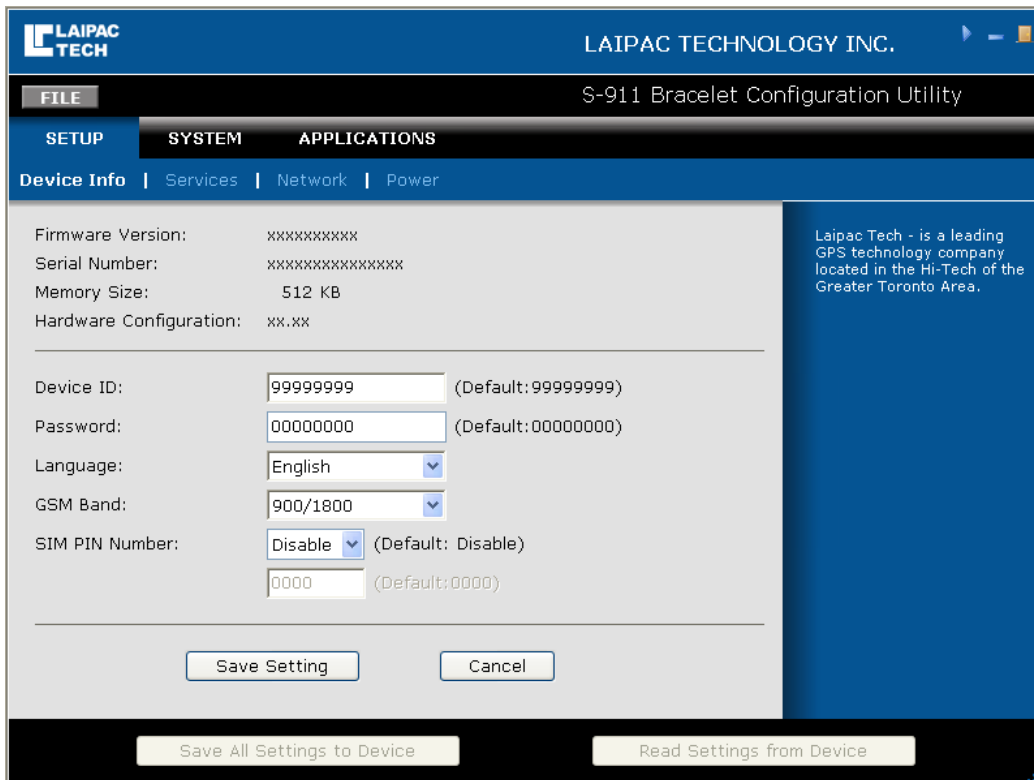 LAIPAC
TECH
LAIPAC TECHNOLOGY INC.
FILE
S-911 Bracelet Configuration Utility
SETUP SYSTEM APPLICATIONS
Device Info | Services | Network | Power
Firmware Version: xxxxxxxxxx
Serial Number: xxxxxxxxxxxxxxx
Memory Size: 512 KB
Hardware Configuration: xx.xx
Device ID: 99999999 (Default:99999999)
Password: 00000000 (Default:00000000)
Language: English
GSM Band: 900/1800
SIM PIN Number: Disable (Default: Disable)
0000 (Default:0000)
Save Setting Cancel
Laipac Tech - is a leading
GPS technology company
located in the Hi-Tech of the
Greater Toronto Area.
Save All Settings to Device Read Settings from Device